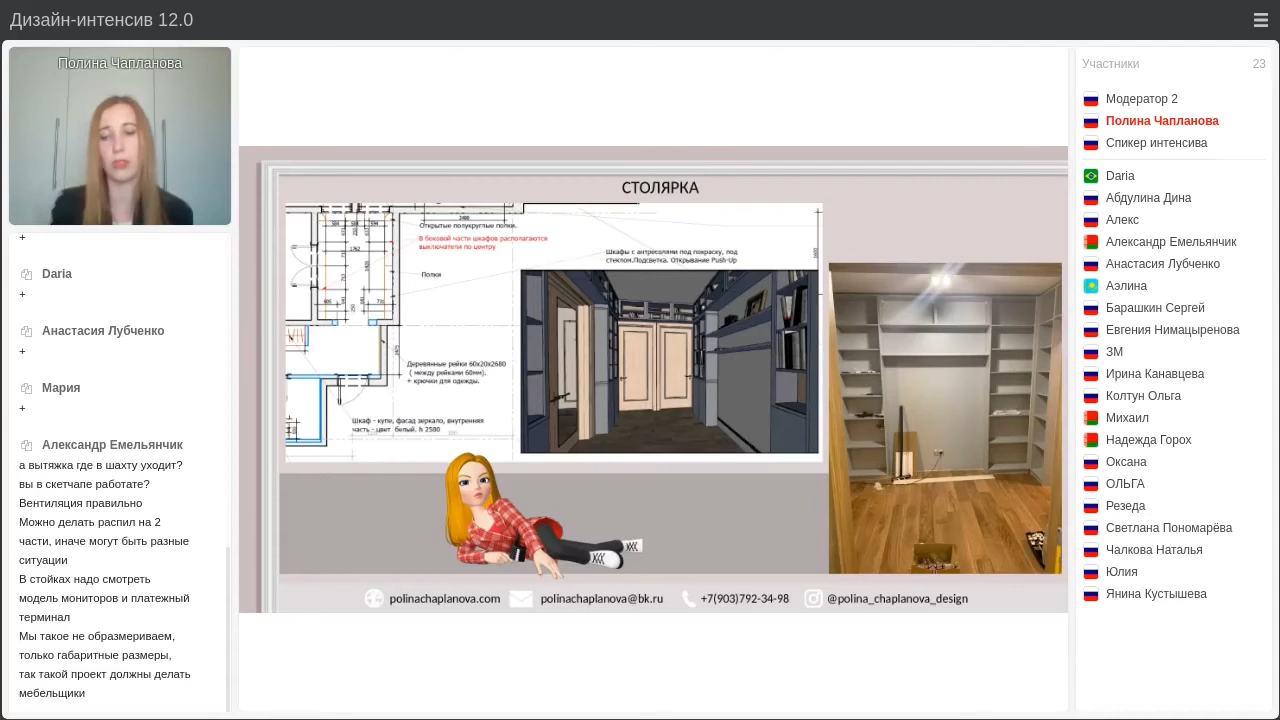 Дизайн-интенсив 12.0
Полина Чапланова
+
Daria
+
Анастасия Лубченко
+
Мария
+
Александр Емельянчик
а вытяжка где в шахту уходит?
вы в скетчапе работате?
Вентиляция правильно
Можно делать распил на 2
части, иначе могут быть разные
ситуации
В стойках надо смотреть
модель мониторов и платежный
терминал
Мы такое не образмериваем,
только габаритные размеры,
так такой проект должны делать
мебельщики
СТОЛЯРКА
2400
Открытые полукруглые полки.
В боковой части шкафов располагаются
выключатели по центру
Шкафы с антресолями под покраску, под
стеклом.Подсветка. Открывание Push-Up
Полки
Деревянные рейки 60х20х2680
( между рейками 60мм).
+ крючки для одежды.
Шкаф - купе, фасад зеркало, внутренняя
часть - цвет белый. h 2580
polinachaplanova.com
polinachaplanova@bk.ru
+7(903)792-34-98
@polina_chaplanova_design
Участники 23
Модератор 2
Полина Чапланова
Спикер интенсива
Daria
Абдулина Дина
Алекс
Александр Емельянчик
Анастасия Лубченко
Аэлина
Барашкин Сергей
Евгения Нимацыренова
ЗМ
Ирина Канавцева
Колтун Ольга
Михаил
Надежда Горох
Оксана
ОЛЬГА
Резеда
Светлана Пономарёва
Чалкова Наталья
Юлия
Янина Кустышева